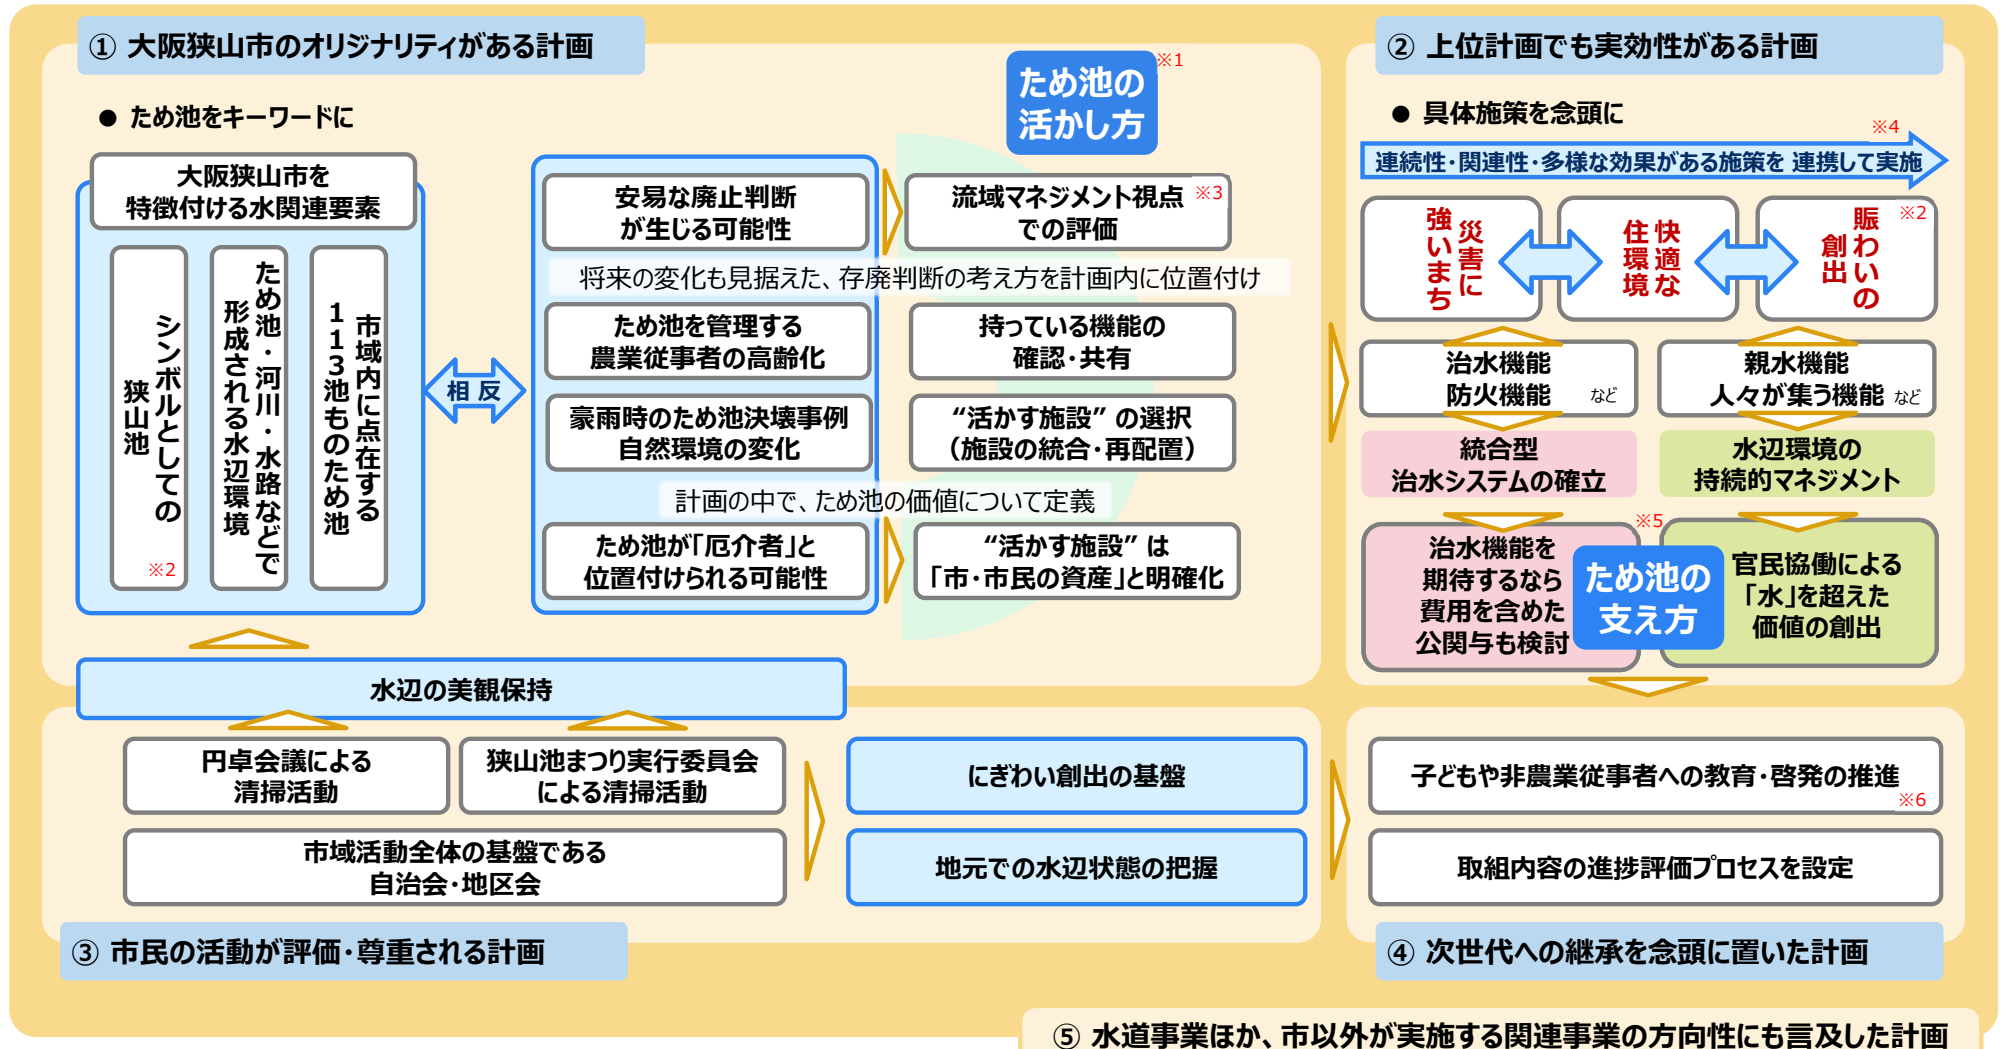 ① 大阪狭山市のオリジナリティがある計画
● ため池をキーワードに
ため池の
活かし方
※1
大阪狭山市を
特徴付ける水関連要素
シンボルとしての
狭山池
※2
ため池・河川・水路などで
形成される水辺環境
市域内に点在する
113池ものため池
相 反
安易な廃止判断
が生じる可能性
流域マネジメント視点
での評価
※3
将来の変化も見据えた、存廃判断の考え方を計画内に位置付け
ため池を管理する
農業従事者の高齢化
持っている機能の
確認・共有
豪雨時のため池決壊事例
自然環境の変化
“活かす施設” の選択
（施設の統合・再配置）
計画の中で、ため池の価値について定義
ため池が「厄介者」と
位置付けられる可能性
“活かす施設” は
「市・市民の資産」と明確化
② 上位計画でも実効性がある計画
● 具体施策を念頭に
※4
連続性・関連性・多様な効果がある施策を 連携して実施
災害に
強いまち
快適な
住環境
賑わいの
創出
※2
治水機能
防火機能 など
親水機能
人々が集う機能 など
統合型
治水システムの確立
水辺環境の
持続的マネジメント
※5
治水機能を
期待するなら
費用を含めた
公関与も検討
ため池の
支え方
官民協働による
「水」を超えた
価値の創出
水辺の美観保持
円卓会議による
清掃活動
狭山池まつり実行委員会
による清掃活動
市域活動全体の基盤である
自治会・地区会
にぎわい創出の基盤
地元での水辺状態の把握
③ 市民の活動が評価・尊重される計画
子どもや非農業従事者への教育・啓発の推進
※6
取組内容の進捗評価プロセスを設定
④ 次世代への継承を念頭に置いた計画
⑤ 水道事業ほか、市以外が実施する関連事業の方向性にも言及した計画